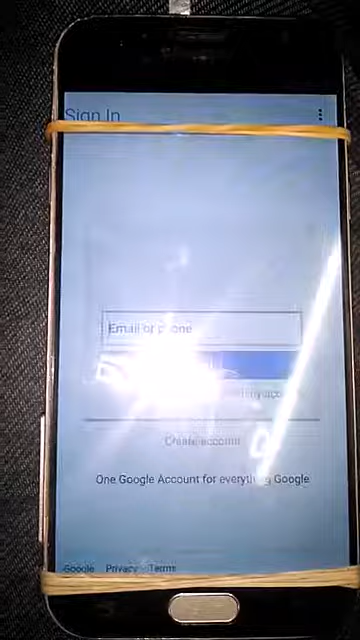 Sign In
Email or phone
Create account
One Google Account for everything Google
Google Privacy Terms